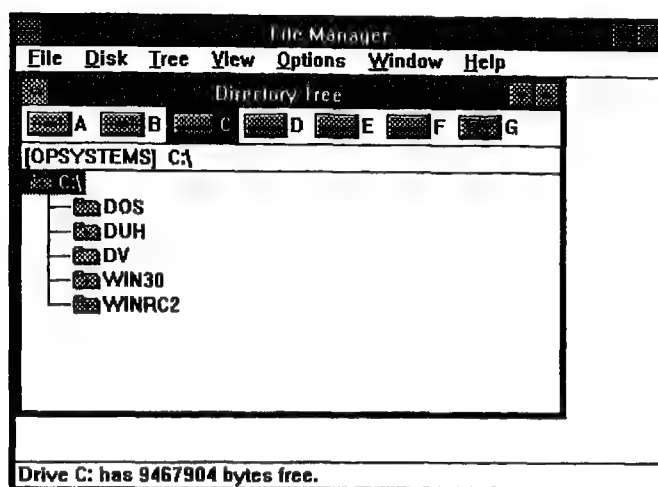 File Manager
File Disk Tree View Options Window Help
Directory Tree
A B C D E F G
[OPSYSTEMS] C:\
C:\
DOS
DUH
DV
WIN30
WINRC2
Drive C: has 9467904 bytes free.